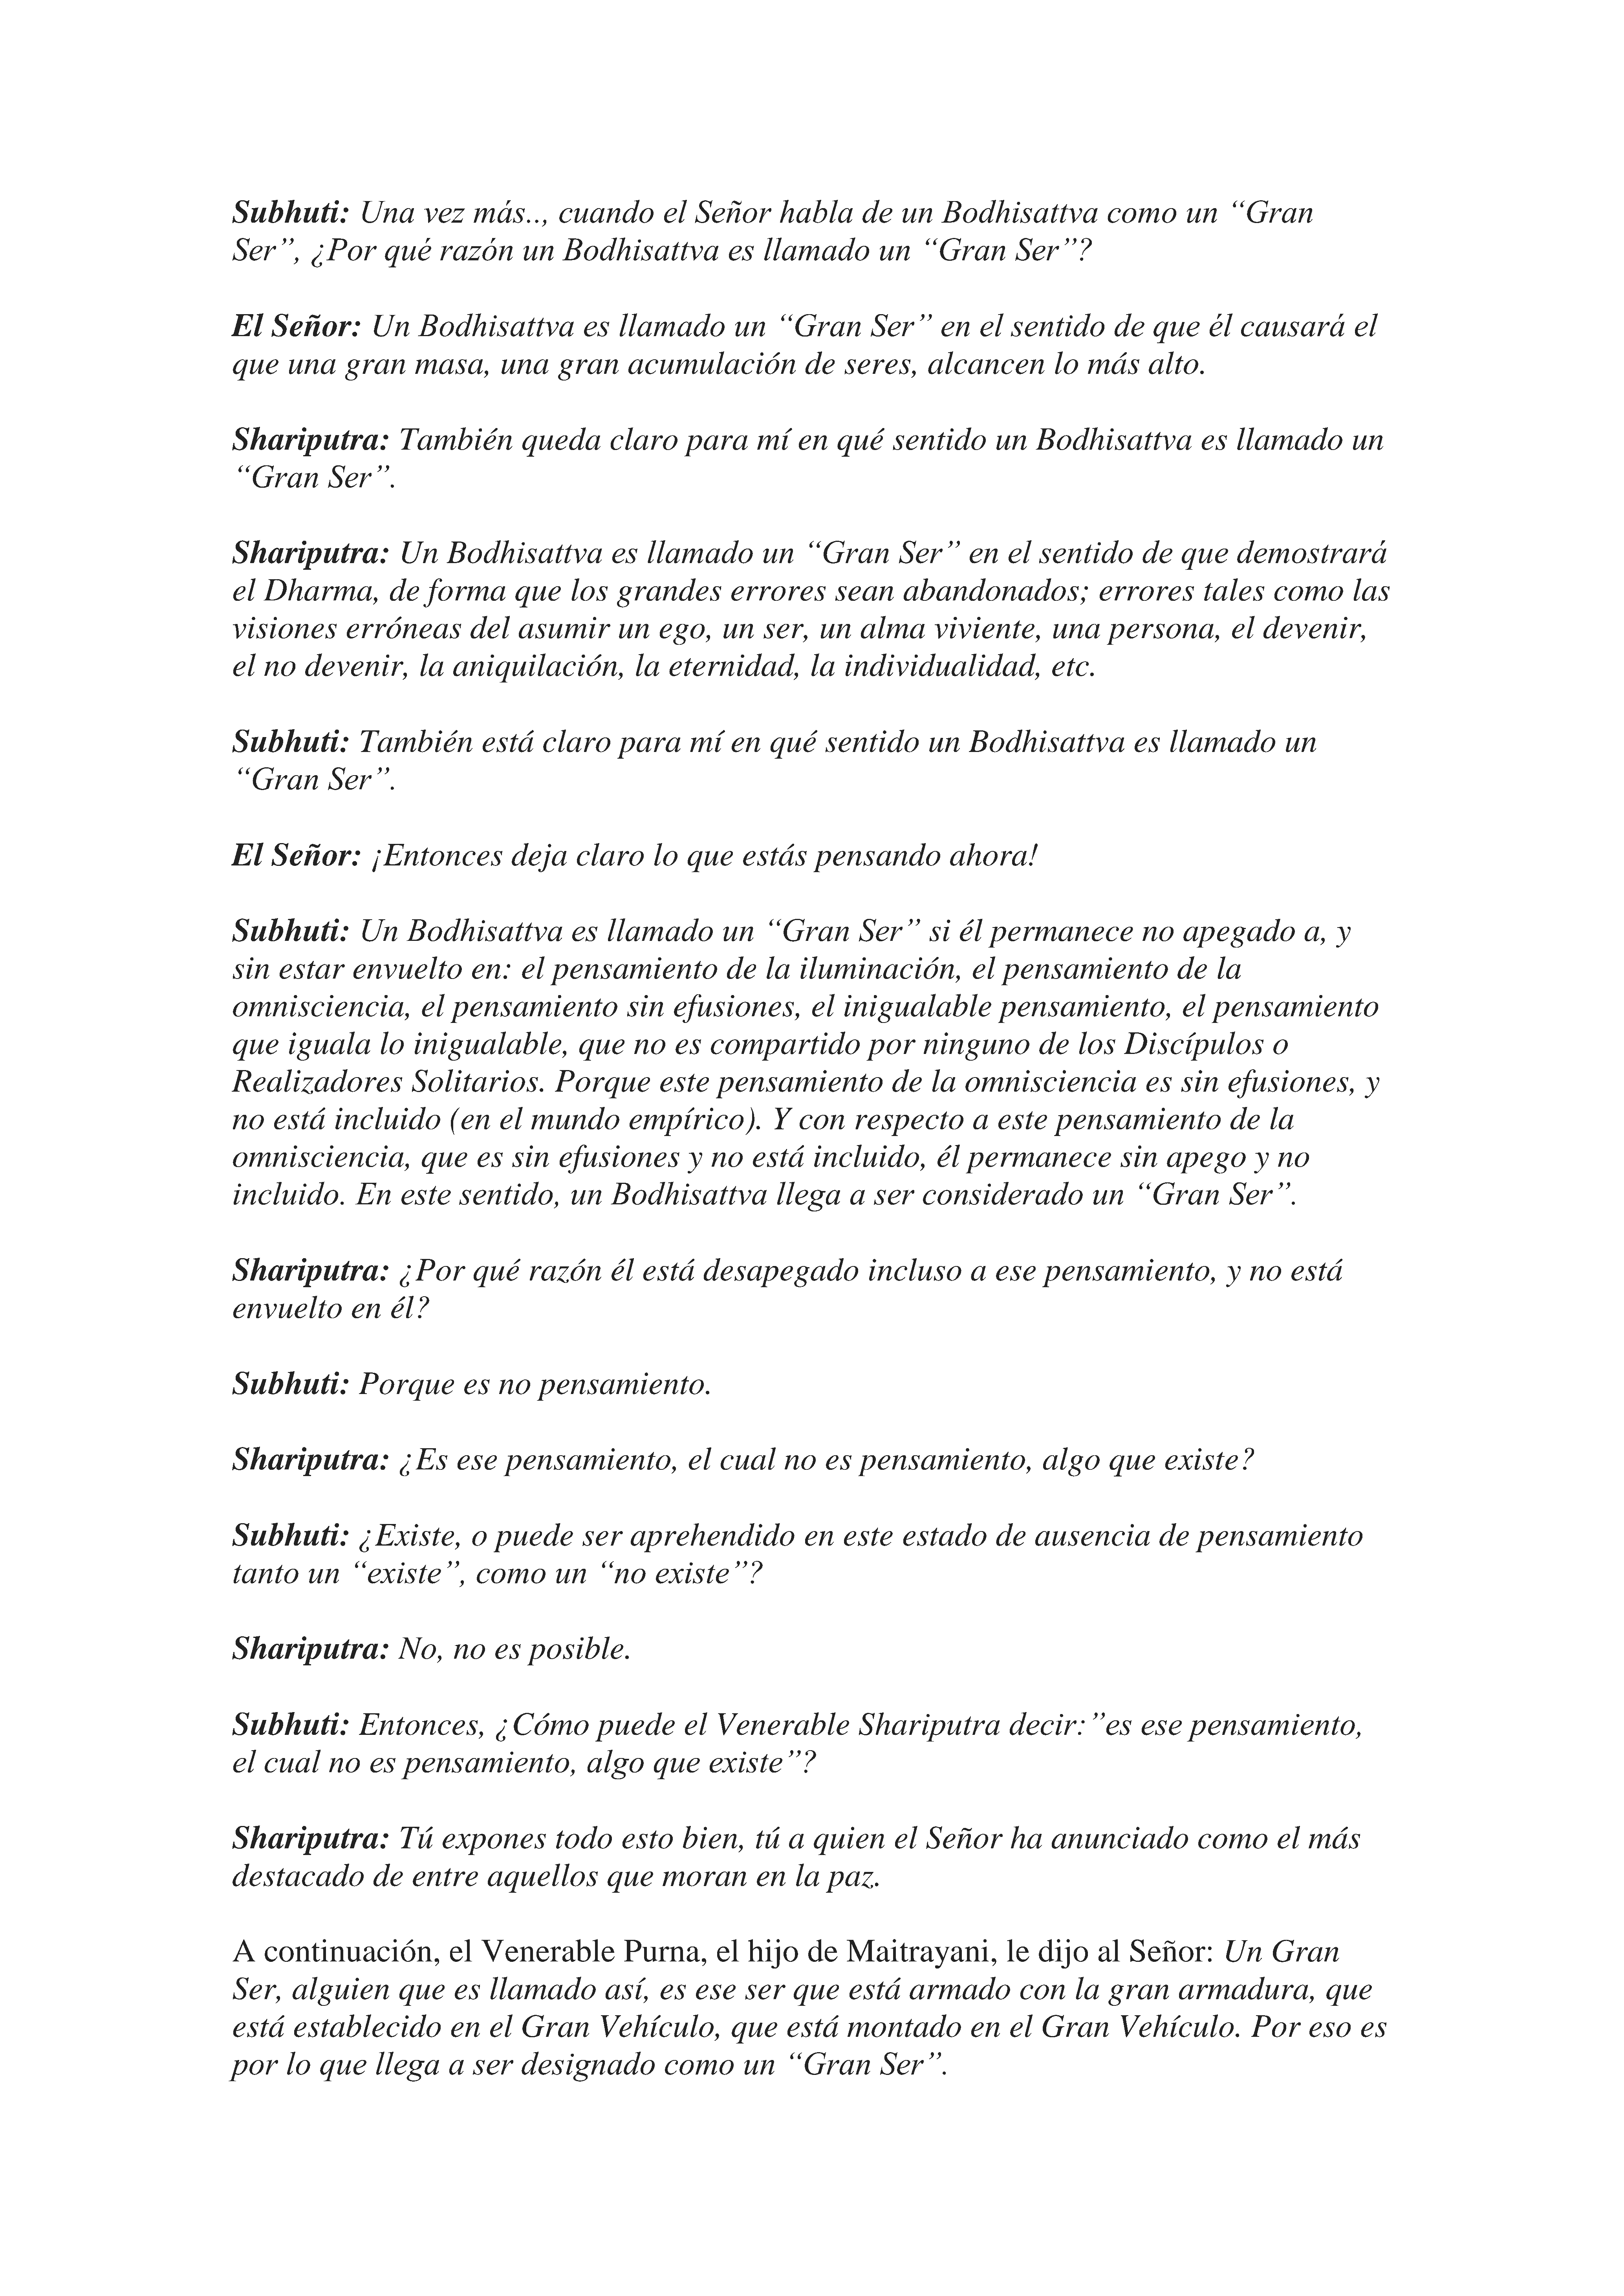 Subhuti: Una vez más.., cuando el Señor habla de un Bodhisattva como un “Gran
Ser”, ¿Por qué razón un Bodhisattva es llamado un “Gran Ser”?
El Señor: Un Bodhisattva es llamado un “Gran Ser” en el sentido de que él causará el
que una gran masa, una gran acumulación de seres, alcancen lo más alto.
Shariputra: También queda claro para mí en qué sentido un Bodhisattva es llamado un
“Gran Ser”.
Shariputra: Un Bodhisattva es llamado un “Gran Ser” en el sentido de que demostrará
el Dharma, de forma que los grandes errores sean abandonados; errores tales como las
visiones erróneas del asumir un ego, un ser, un alma viviente, una persona, el devenir,
el no devenir, la aniquilación, la eternidad, la individualidad, etc.
Subhuti: También está claro para mí en qué sentido un Bodhisattva es llamado un
“Gran Ser”.
El Señor: ¡Entonces deja claro lo que estás pensando ahora!
Subhuti: Un Bodhisattva es llamado un “Gran Ser” si él permanece no apegado a, y
sin estar envuelto en: el pensamiento de la iluminación, el pensamiento de la
omnisciencia, el pensamiento sin efusiones, el inigualable pensamiento, el pensamiento
que iguala lo inigualable, que no es compartido por ninguno de los Discípulos o
Realizadores Solitarios. Porque este pensamiento de la omnisciencia es sin efusiones, y
no está incluido (en el mundo empírico). Y con respecto a este pensamiento de la
omnisciencia, que es sin efusiones y no está incluido, él permanece sin apego y no
incluido. En este sentido, un Bodhisattva llega a ser considerado un “Gran Ser”.
Shariputra: ¿Por qué razón él está desapegado incluso a ese pensamiento, y no está
envuelto en él?
Subhuti: Porque es no pensamiento.
Shariputra: ¿Es ese pensamiento, el cual no es pensamiento, algo que existe?
Subhuti: ¿Existe, o puede ser aprehendido en este estado de ausencia de pensamiento
tanto un “existe”, como un “no existe”?
Shariputra: No, no es posible.
Subhuti: Entonces, ¿Cómo puede el Venerable Shariputra decir:”es ese pensamiento,
el cual no es pensamiento, algo que existe”?
Shariputra: Tú expones todo esto bien, tú a quien el Señor ha anunciado como el más
destacado de entre aquellos que moran en la paz.
A continuación, el Venerable Purna, el hijo de Maitrayani, le dijo al Señor: Un Gran
Ser, alguien que es llamado así, es ese ser que está armado con la gran armadura, que
está establecido en el Gran Vehículo, que está montado en el Gran Vehículo. Por eso es
por lo que llega a ser designado como un “Gran Ser”.